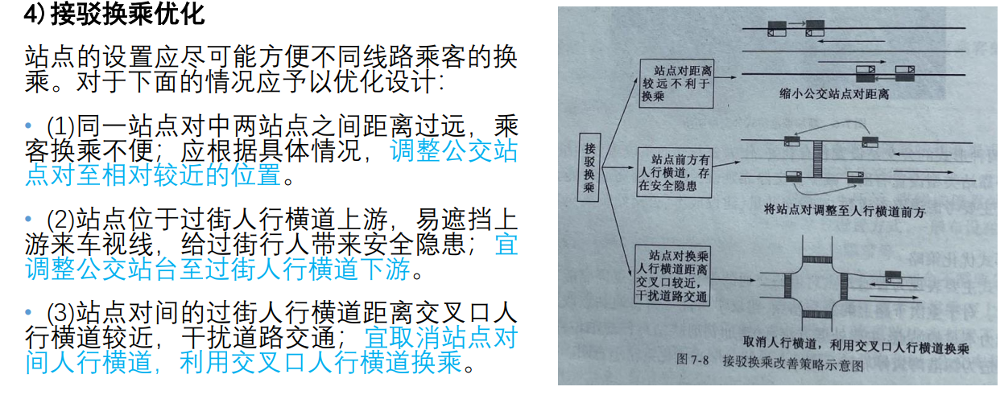 4) 接驳换乘优化
站点的设置应尽可能方便不同线路乘客的换
乘。对于下面的情况应予以优化设计：
• (1)同一站点对中两站点之间距离过远，乘
客换乘不便；应根据具体情况，调整公交站
点对至相对较近的位置。
• (2)站点位于过街人行横道上游，易遮挡上
游来车视线，给过街行人带来安全隐患；宜
调整公交站台至过街人行横道下游。
• (3)站点对间的过街人行横道距离交叉口人
行横道较近，干扰道路交通；宜取消站点对
间人行横道，利用交叉口人行横道换乘。
接驳换乘
站点对距离
较远不利于
换乘
缩小公交站点对距离
站点前方有
人行横道，存
在安全隐患
将站点对调整至人行横道前方
站点对换乘
人行横道距离
交叉口较近，
干扰道路交通
取消人行横道，利用交叉口人行横道换乘
图 7-8 接驳换乘改善策略示意图